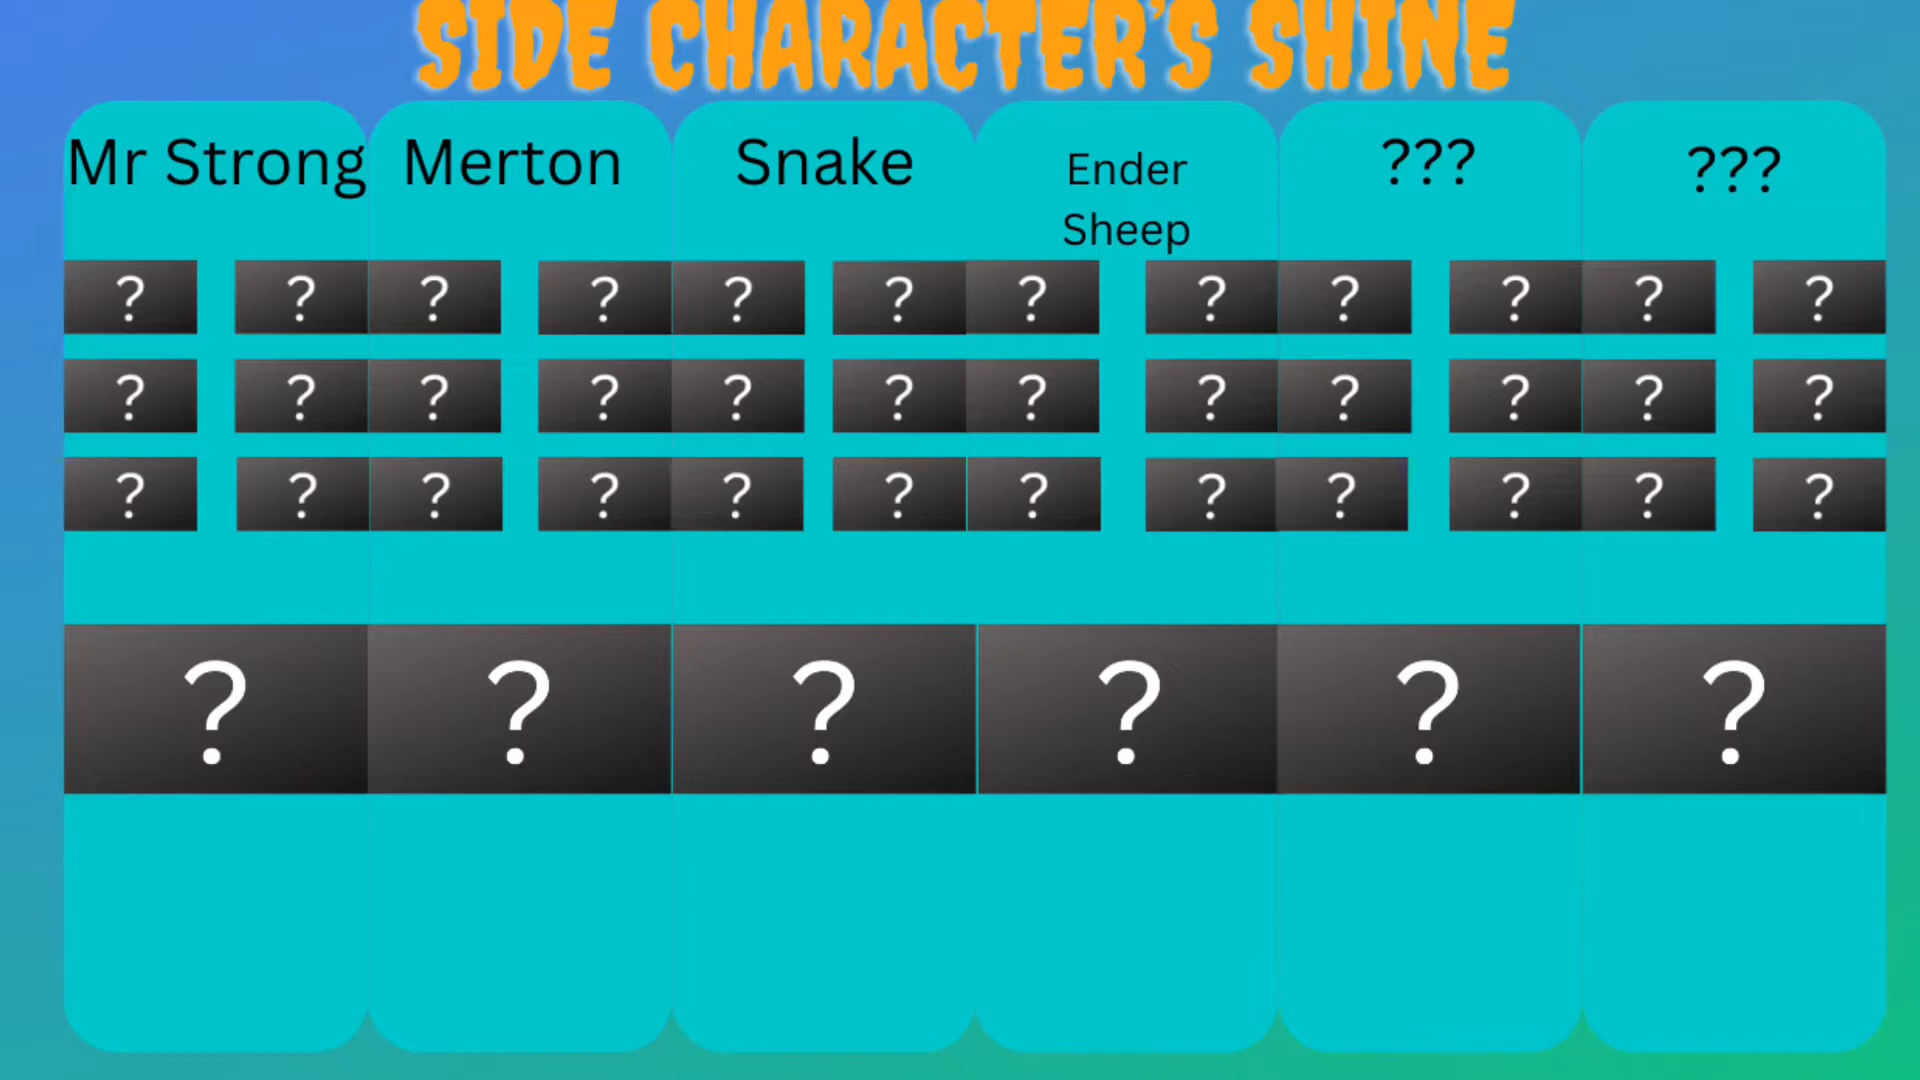 SIDE CHARACTER'S SHINE
Mr Strong Merton Snake Ender Sheep ??? ???
? ? ? ? ? ? ? ? ? ? ? ?
? ? ? ? ? ? ? ? ? ? ? ?
? ? ? ? ? ? ? ? ? ? ? ?
? ? ? ? ? ?